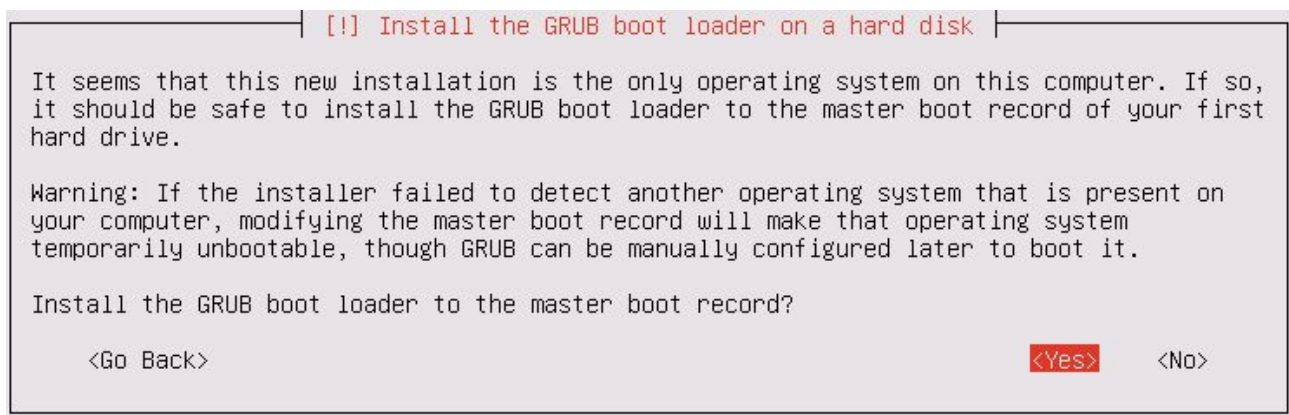 [!] Install the GRUB boot loader on a hard disk
It seems that this new installation is the only operating system on this computer. If so,
it should be safe to install the GRUB boot loader to the master boot record of your first
hard drive.
Warning: If the installer failed to detect another operating system that is present on
your computer, modifying the master boot record will make that operating system
temporarily unbootable, though GRUB can be manually configured later to boot it.
Install the GRUB boot loader to the master boot record?
<Go Back> <Yes> <No>